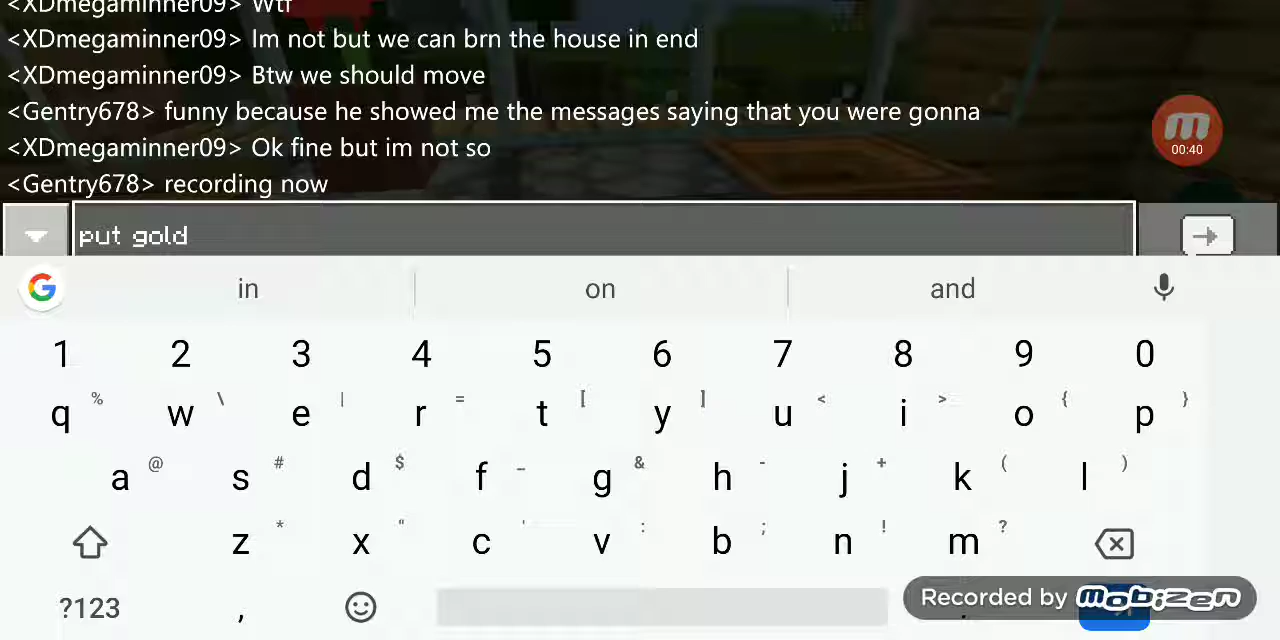 <XDmegaminner09> Wtf
<XDmegaminner09> Im not but we can brn the house in end
<XDmegaminner09> Btw we should move
<Gentry678> funny because he showed me the messages saying that you were gonna
<XDmegaminner09> Ok fine but im not so
<Gentry678> recording now
00:40
put gold
in on and
1 2 3 4 5 6 7 8 9 0
q % w \ e | r = t [ y ] u < i > o { p }
a @ s # d $ f _ g & h - j + k ( l )
z * x " c ' v : b ; n ! m ?
?123 , .
Recorded by mobizen